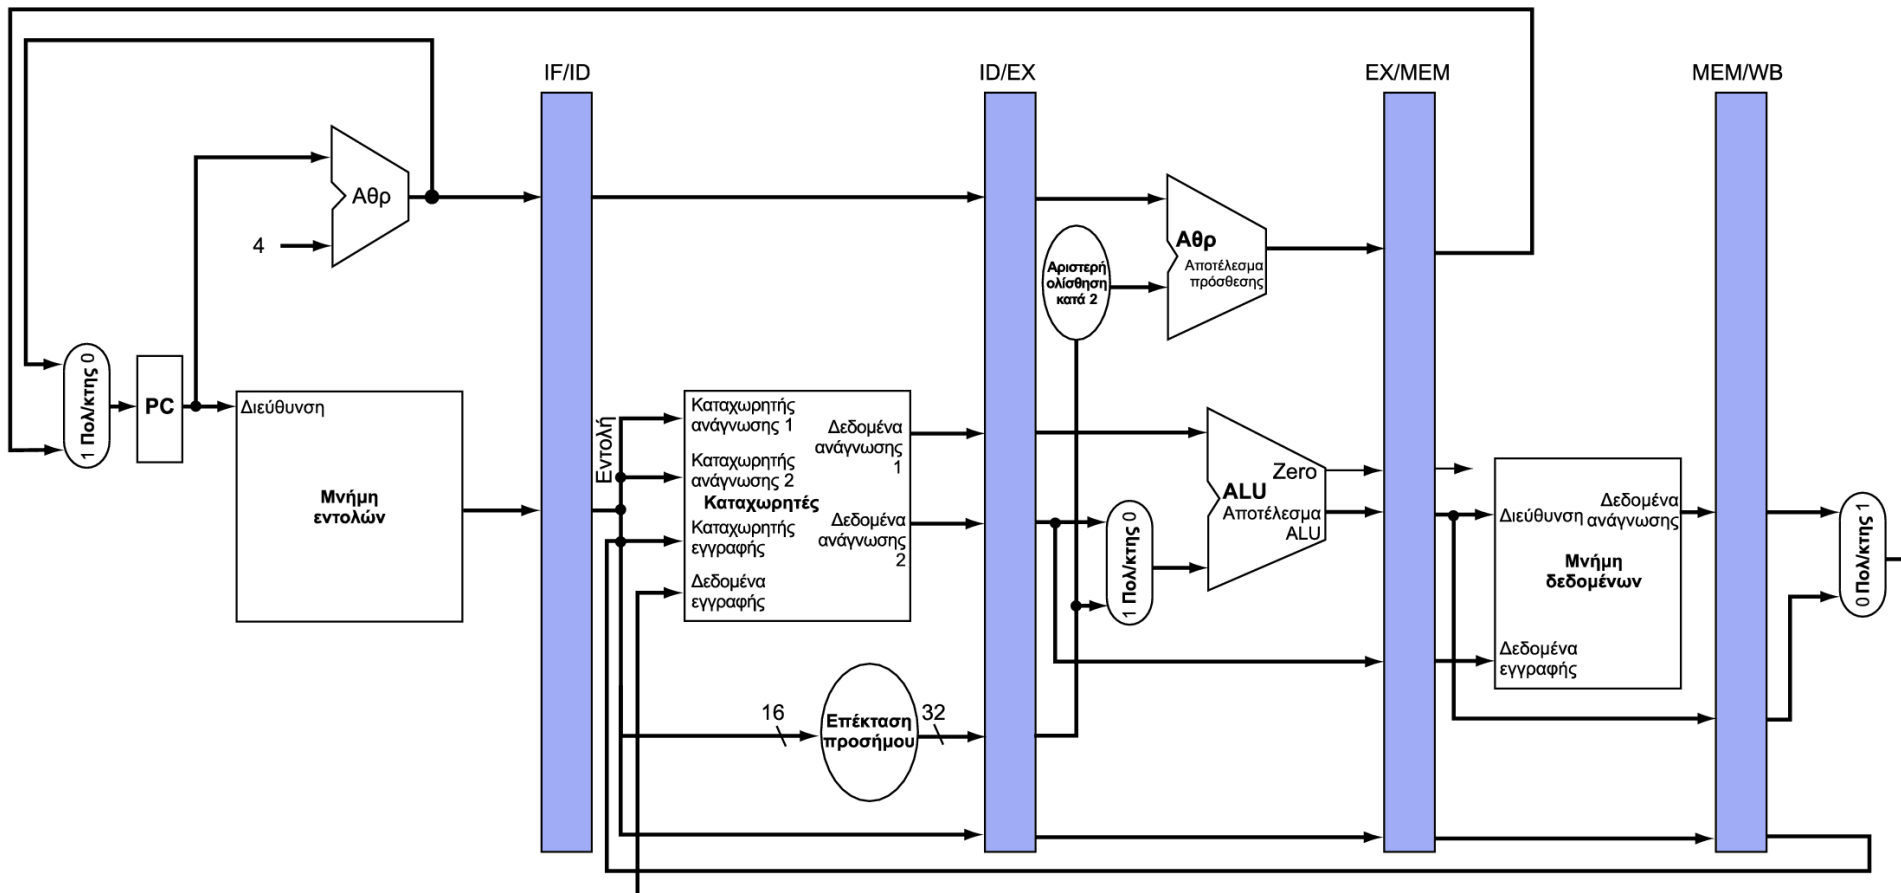 IF/ID
ID/EX
EX/MEM
MEM/WB
Αθρ
4
1 Πολ/κτης 0
PC
Διεύθυνση
Μνήμη
εντολών
Εντολή
Καταχωρητής
ανάγνωσης 1
Καταχωρητής
ανάγνωσης 2
Καταχωρητές
Καταχωρητής
εγγραφής
Δεδομένα
εγγραφής
Δεδομένα
ανάγνωσης
1
Δεδομένα
ανάγνωσης
2
16
Επέκταση
προσήμου
32
Αριστερή
ολίσθηση
κατά 2
Αθρ
Αποτέλεσμα
πρόσθεσης
1 Πολ/κτης 0
Zero
ALU
Αποτέλεσμα
ALU
Διεύθυνση
Δεδομένα
ανάγνωσης
Μνήμη
δεδομένων
Δεδομένα
εγγραφής
0 Πολ/κτης 1